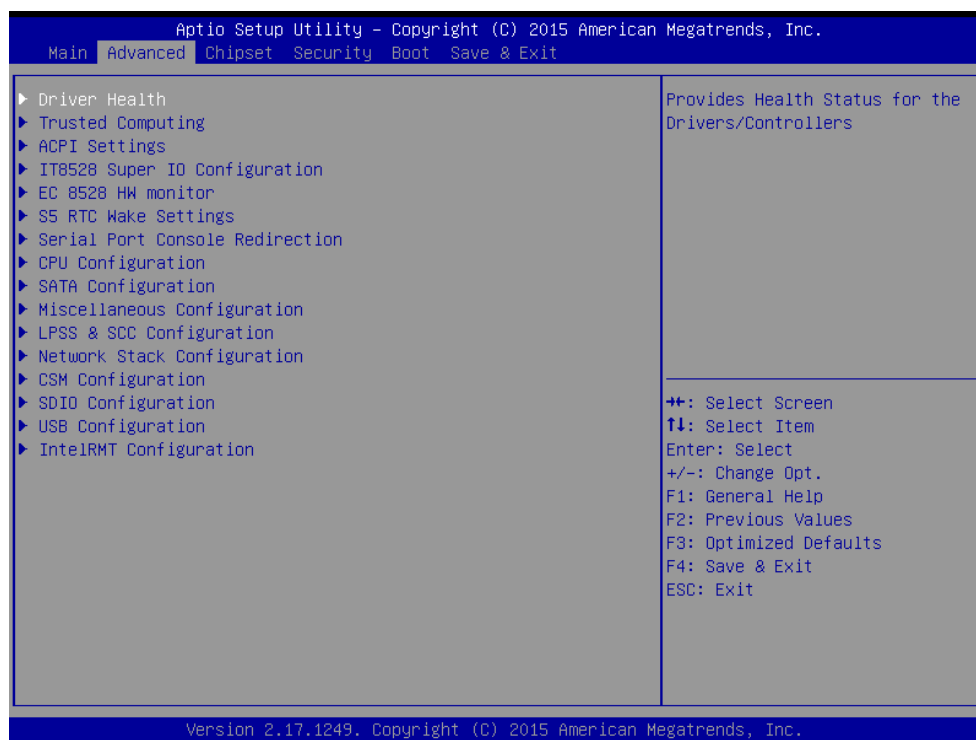 Aptio Setup Utility – Copyright (C) 2015 American Megatrends, Inc.
Main Advanced Chipset Security Boot Save & Exit
Driver Health
Trusted Computing
ACPI Settings
IT8528 Super IO Configuration
EC 8528 HW monitor
S5 RTC Wake Settings
Serial Port Console Redirection
CPU Configuration
SATA Configuration
Miscellaneous Configuration
LPSS & SCC Configuration
Network Stack Configuration
CSM Configuration
SDIO Configuration
USB Configuration
IntelRMT Configuration
Provides Health Status for the
Drivers/Controllers
→←: Select Screen
↑↓: Select Item
Enter: Select
+/-: Change Opt.
F1: General Help
F2: Previous Values
F3: Optimized Defaults
F4: Save & Exit
ESC: Exit
Version 2.17.1249. Copyright (C) 2015 American Megatrends, Inc.